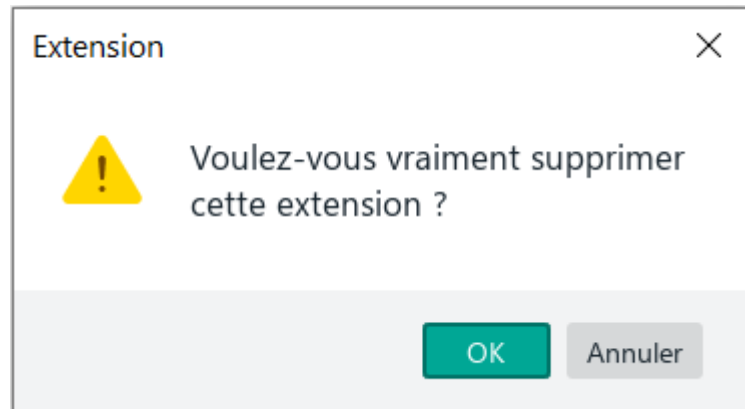 Extension
Voulez-vous vraiment supprimer
cette extension ?
OK
Annuler